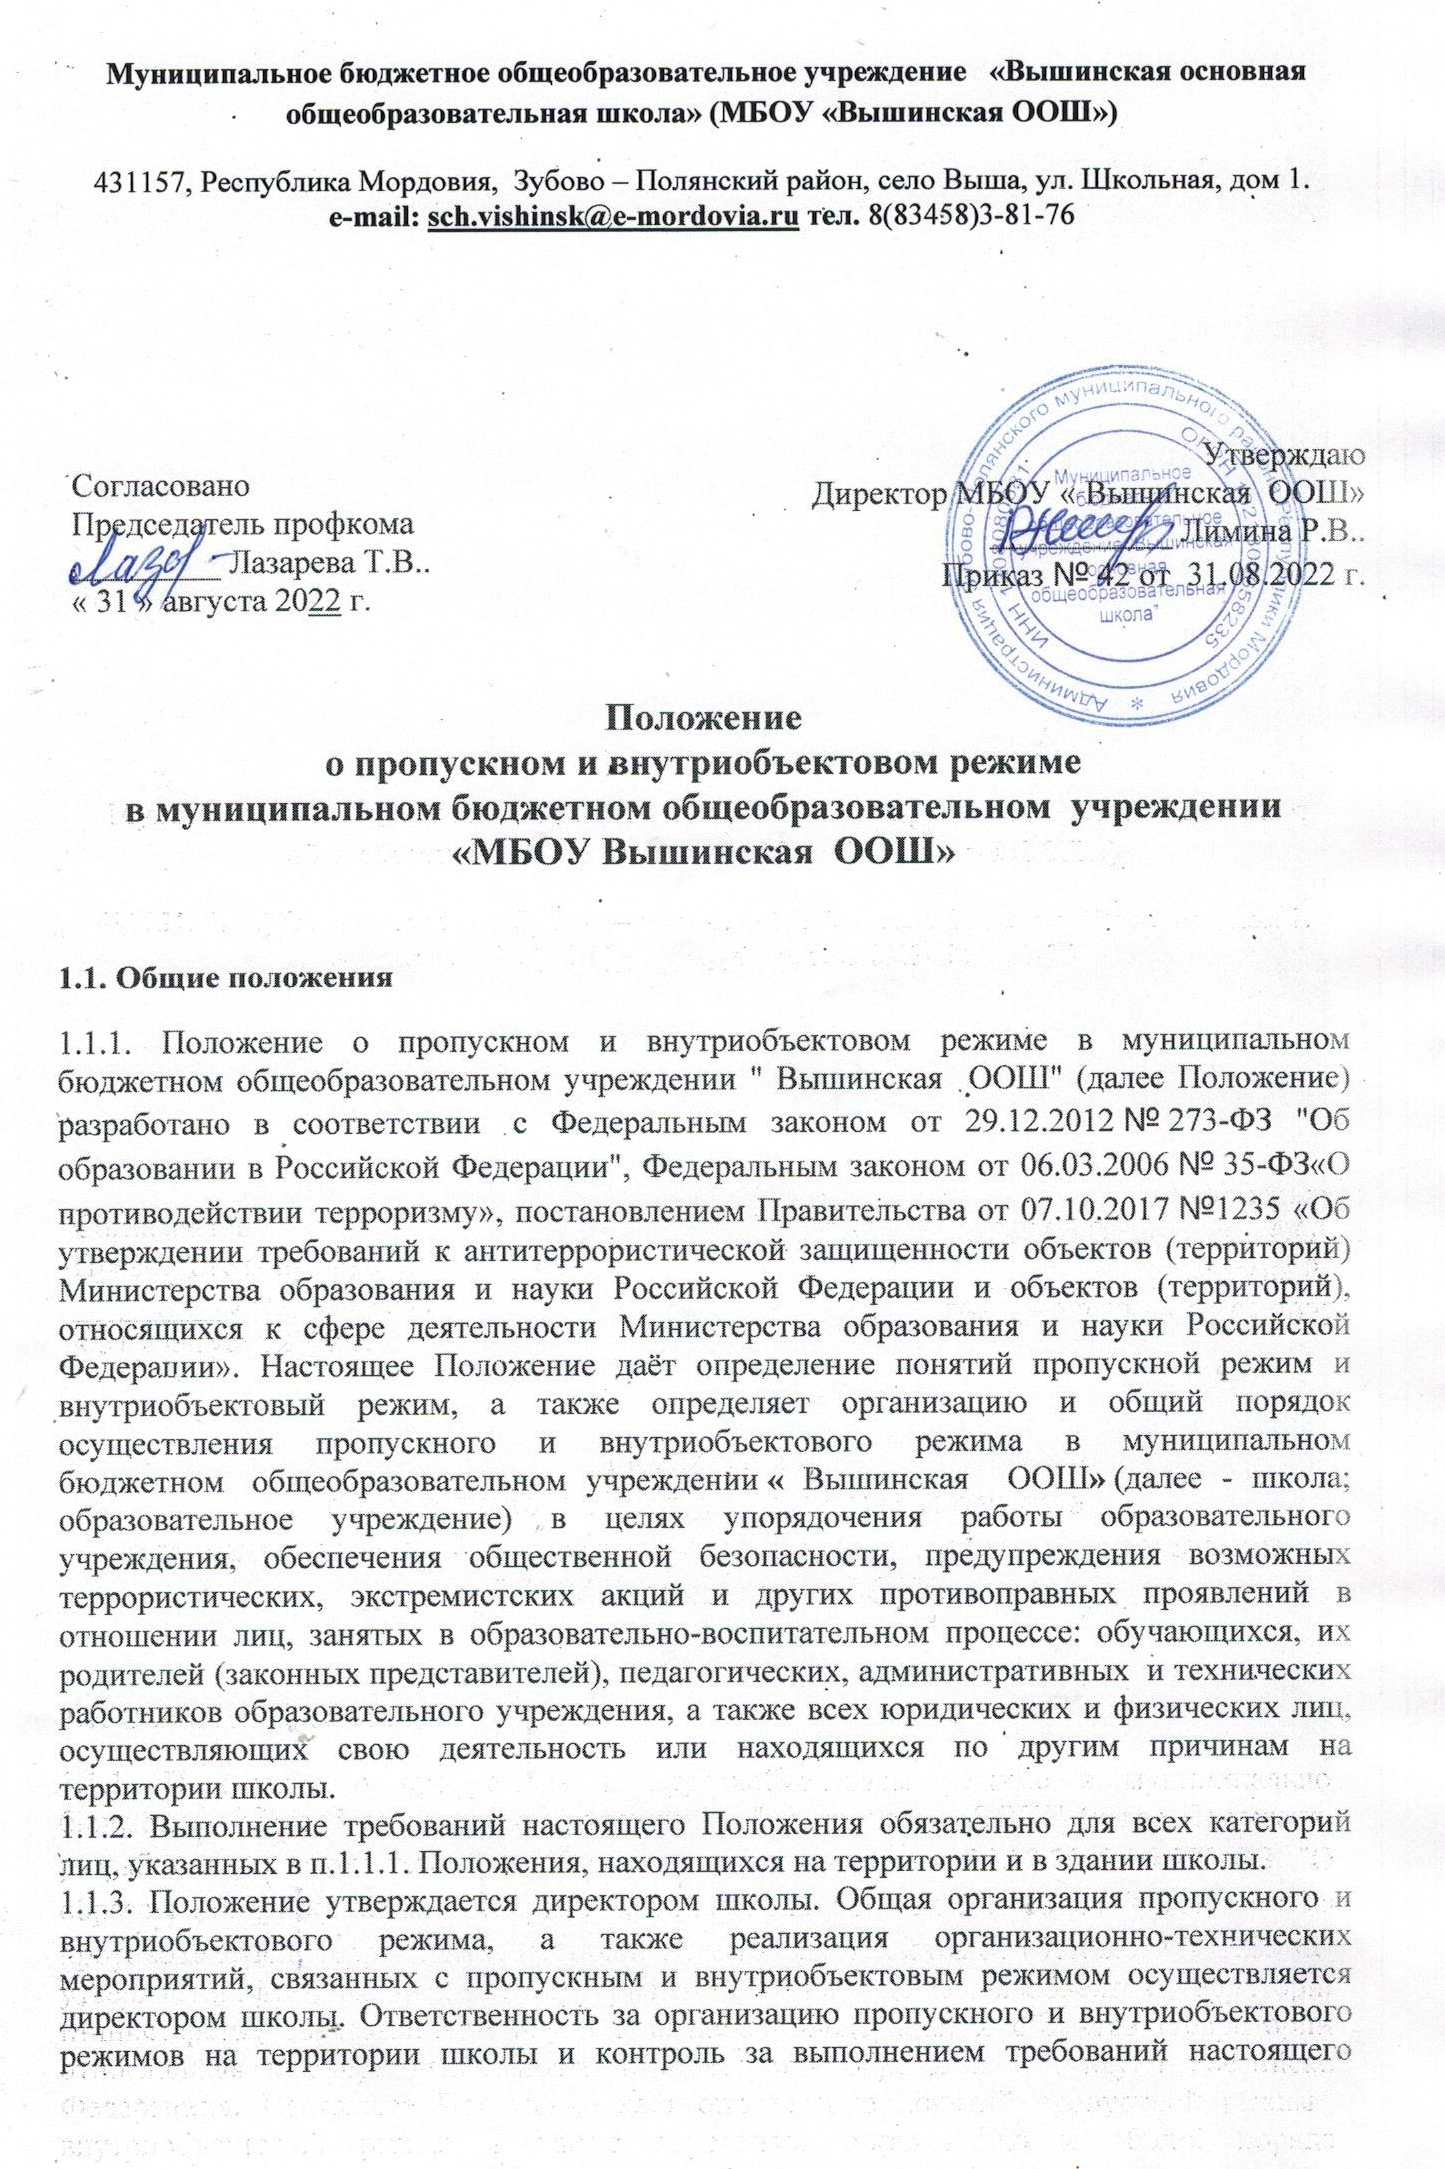 Муниципальное бюджетное общеобразовательное учреждение «Вышинская основная
общеобразовательная школа» (МБОУ «Вышинская ООШ»)
431157, Республика Мордовия, Зубово – Полянский район, село Выша, ул. Школьная, дом 1.
e-mail: sch.vishinsk@e-mordovia.ru тел. 8(83458)3-81-76
Согласовано
Председатель профкома
Лазарева Т.В..
« 31 » августа 2022 г.
Утверждаю
Директор МБОУ « Вышинская ООШ»
Лимина Р.В..
Приказ № 42 от 31.08.2022 г.
Муниципальное
общеобразовательная
школа"
Положение
о пропускном и внутриобъектовом режиме
в муниципальном бюджетном общеобразовательном учреждении
«МБОУ Вышинская ООШ»
1.1. Общие положения
1.1.1. Положение о пропускном и внутриобъектовом режиме в муниципальном
бюджетном общеобразовательном учреждении " Вышинская ООШ" (далее Положение)
разработано в соответствии с Федеральным законом от 29.12.2012 № 273-ФЗ "Об
образовании в Российской Федерации", Федеральным законом от 06.03.2006 № 35-ФЗ«О
противодействии терроризму», постановлением Правительства от 07.10.2017 №1235 «Об
утверждении требований к антитеррористической защищенности объектов (территорий)
Министерства образования и науки Российской Федерации и объектов (территорий),
относящихся к сфере деятельности Министерства образования и науки Российской
Федерации». Настоящее Положение даёт определение понятий пропускной режим и
внутриобъектовый режим, а также определяет организацию и общий порядок
осуществления пропускного и внутриобъектового режима в муниципальном
бюджетном общеобразовательном учреждении « Вышинская ООШ» (далее - школа;
образовательное учреждение) в целях упорядочения работы образовательного
учреждения, обеспечения общественной безопасности, предупреждения возможных
террористических, экстремистских акций и других противоправных проявлений в
отношении лиц, занятых в образовательно-воспитательном процессе: обучающихся, их
родителей (законных представителей), педагогических, административных и технических
работников образовательного учреждения, а также всех юридических и физических лиц,
осуществляющих свою деятельность или находящихся по другим причинам на
территории школы.
1.1.2. Выполнение требований настоящего Положения обязательно для всех категорий
лиц, указанных в п.1.1.1. Положения, находящихся на территории и в здании школы.
1.1.3. Положение утверждается директором школы. Общая организация пропускного и
внутриобъектового режима, а также реализация организационно-технических
мероприятий, связанных с пропускным и внутриобъектовым режимом осуществляется
директором школы. Ответственность за организацию пропускного и внутриобъектового
режимов на территории школы и контроль за выполнением требований настоящего